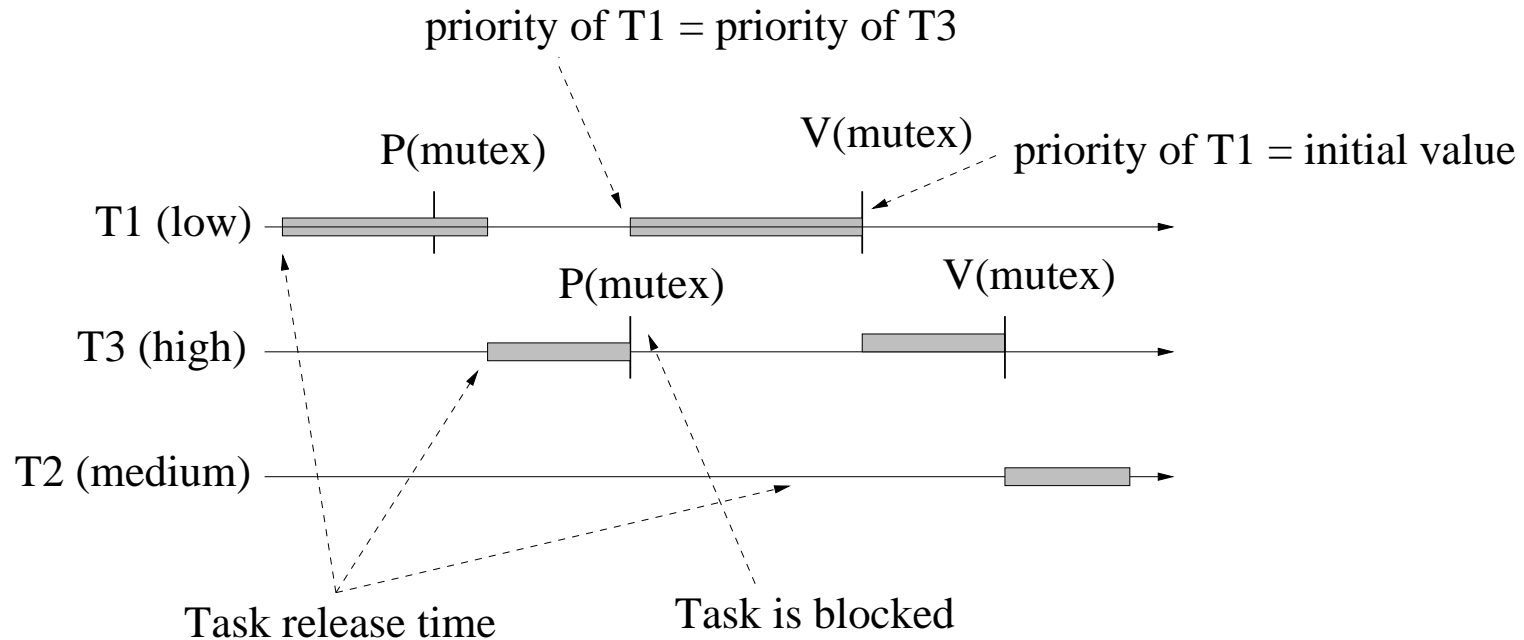 priority of T1 = priority of T3
P(mutex)
V(mutex)
priority of T1 = initial value
T1 (low)
P(mutex)
V(mutex)
T3 (high)
T2 (medium)
Task release time
Task is blocked